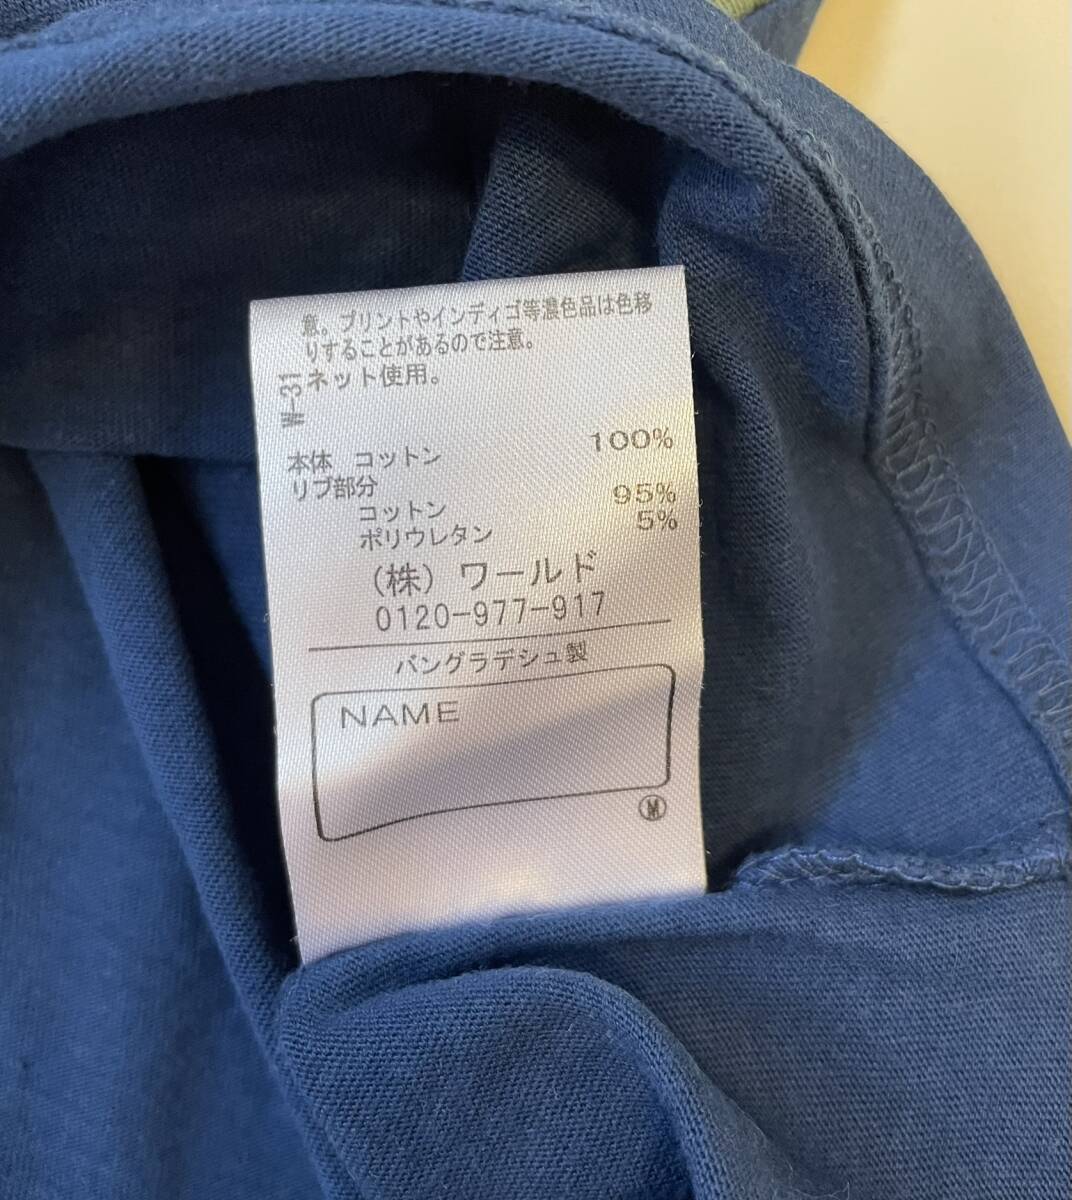 意。プリントやインディゴ等濃色品は色移
りすることがあるので注意。
ネット使用。
W-31
本体 コットン 100%
リブ部分
コットン 95%
ポリウレタン 5%
(株) ワールド
0120-977-917
バングラデシュ製
NAME
M